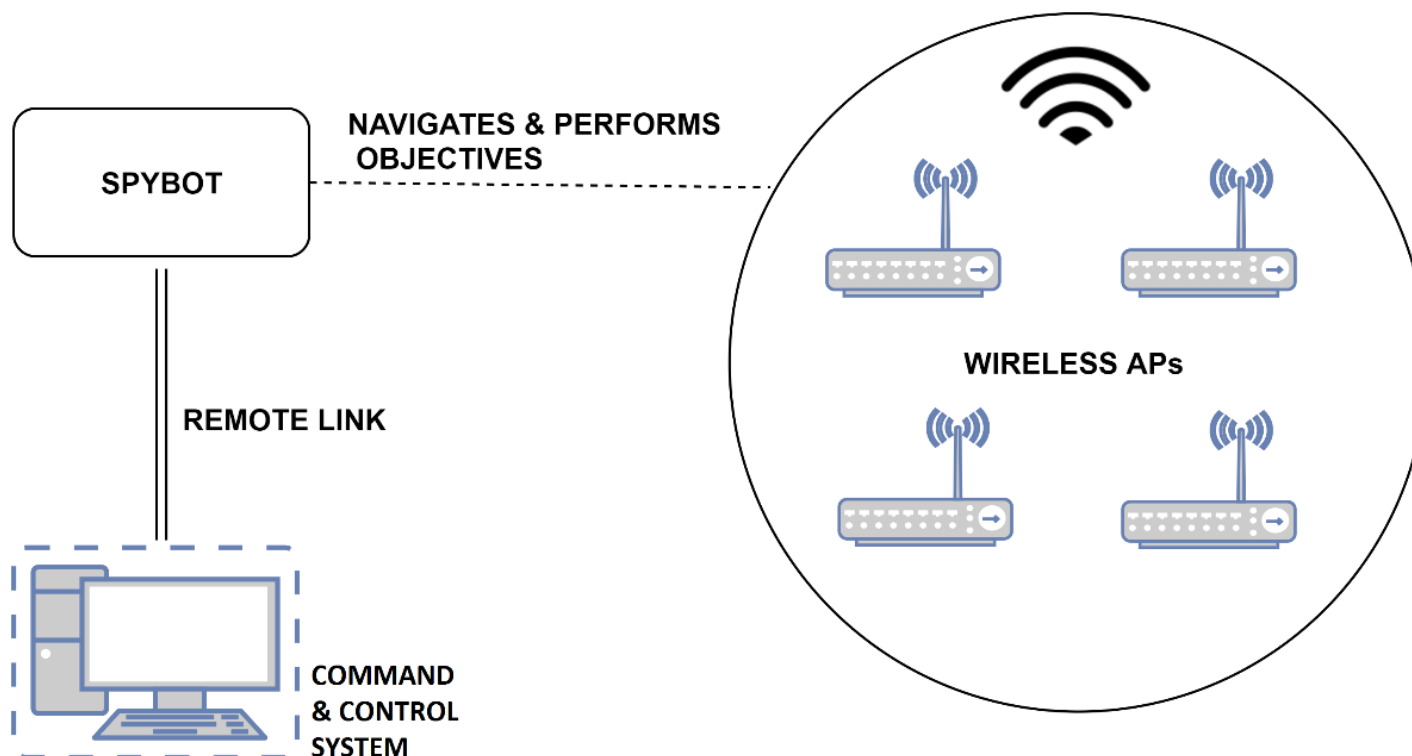 NAVIGATES & PERFORMS
OBJECTIVES
SPYBOT
WIRELESS APs
REMOTE LINK
COMMAND
& CONTROL
SYSTEM